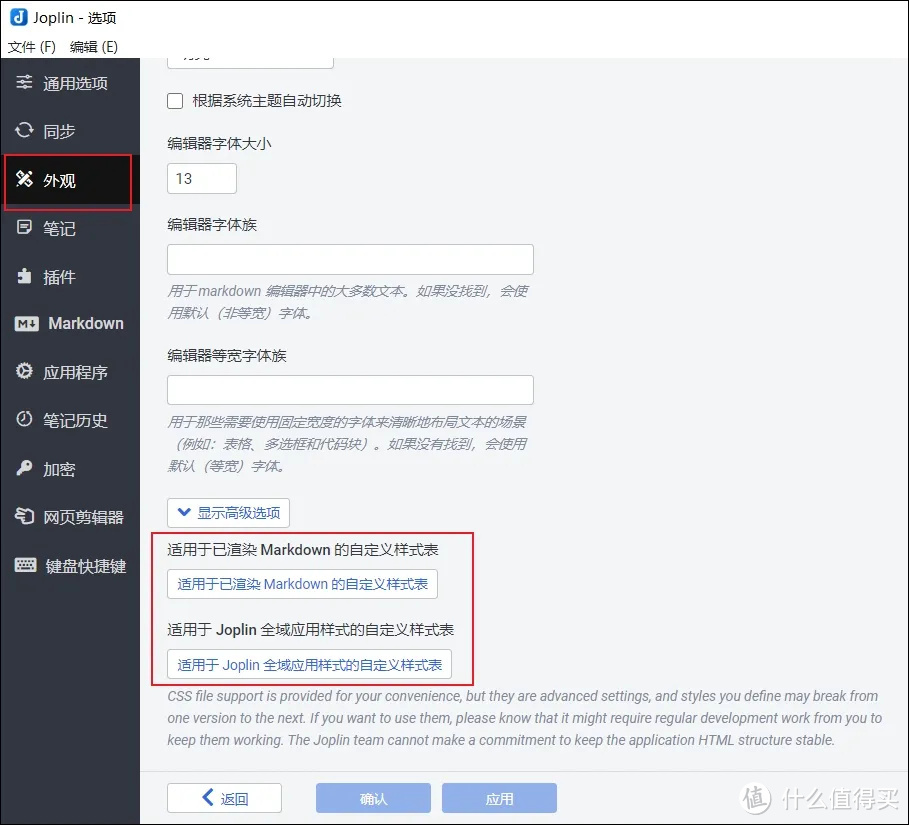 Joplin - 选项
文件 (F) 编辑 (E)
通用选项
同步
外观
笔记
插件
Markdown
应用程序
笔记历史
加密
网页剪辑器
键盘快捷键
根据系统主题自动切换
编辑器字体大小
13
编辑器字体族
用于 markdown 编辑器中的大多数文本。如果没找到，会使
用默认（非等宽）字体。
编辑器等宽字体族
用于那些需要使用固定宽度的字体来清晰地布局文本的场景
（例如：表格、多选框和代码块）。如果没有找到，会使用
默认（等宽）字体。
显示高级选项
适用于已渲染 Markdown 的自定义样式表
适用于已渲染 Markdown 的自定义样式表
适用于 Joplin 全域应用样式的自定义样式表
适用于 Joplin 全域应用样式的自定义样式表
CSS file support is provided for your convenience, but they are advanced settings, and styles you define may break from
one version to the next. If you want to use them, please know that it might require regular development work from you to
keep them working. The Joplin team cannot make a commitment to keep the application HTML structure stable.
返回 确认 应用
值 什么值得买